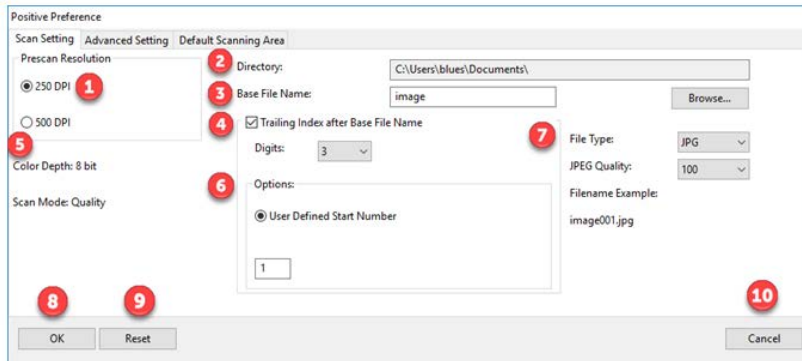 Positive Preference
Scan Setting Advanced Setting Default Scanning Area
Prescan Resolution
250 DPI 1
500 DPI
5
Color Depth: 8 bit
Scan Mode: Quality
2 Directory: C:\Users\blues\Documents\
3 Base File Name: image Browse...
4 Trailing Index after Base File Name
Digits: 3
6 Options:
User Defined Start Number
1
7 File Type: JPG
JPEG Quality: 100
Filename Example:
image001.jpg
8 9 10
OK Reset Cancel